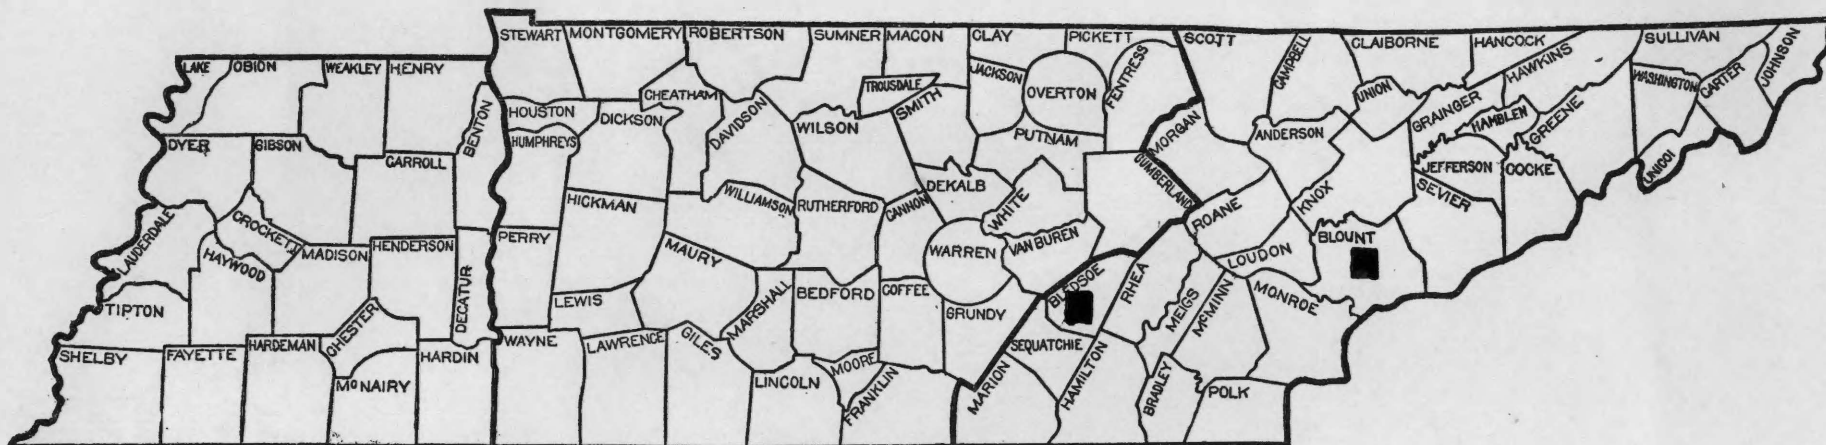 STEWART MONTGOMERY ROBERTSON SUMNER MACON CLAY PICKETT SCOTT CAMPBELL CLAIBORNE HANCOCK HAWKINS SULLIVAN JOHNSON
LAKE OBION WEAKLEY HENRY BENTON HOUSTON CHEATHAM TROUSDALE JACKSON OVERTON FENTRESS UNION GRAINGER HAMBLEN GREENE WASHINGTON CARTER
DYER GIBSON CARROLL HUMPHREYS DICKSON DAVIDSON WILSON SMITH PUTNAM MORGAN ANDERSON JEFFERSON COCKE UNICOI
LAUDERDALE CROCKETT HICKMAN WILLIAMSON RUTHERFORD CANNON DEKALB WHITE CUMBERLAND ROANE KNOX SEVIER
HAYWOOD MADISON HENDERSON DECATUR PERRY MAURY WARREN VAN BUREN LOUDON BLOUNT
TIPTON CHESTER LEWIS MARSHALL BEDFORD COFFEE GRUNDY BLEDSOE RHEA MEIGS McMINN MONROE
SHELBY FAYETTE HARDEMAN McNAIRY HARDIN WAYNE LAWRENCE GILES LINCOLN MOORE FRANKLIN MARION SEQUATCHIE HAMILTON BRADLEY POLK